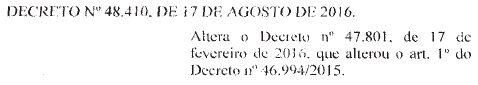 DECRETO Nº 48.410, DE 17 DE AGOSTO DE 2016.
Altera o Decreto nº 47.801, de 17 de
fevereiro de 2016, que alterou o art. 1º do
Decreto nº 46.994/2015.